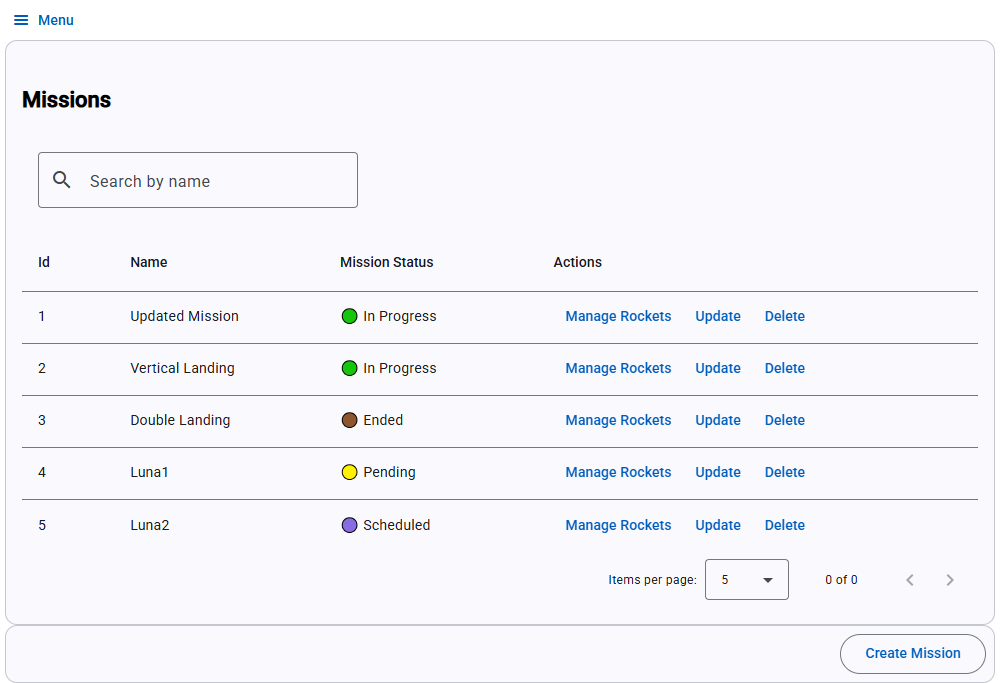 Menu
Missions
Search by name
Id Name Mission Status Actions
1 Updated Mission In Progress Manage Rockets Update Delete
2 Vertical Landing In Progress Manage Rockets Update Delete
3 Double Landing Ended Manage Rockets Update Delete
4 Luna1 Pending Manage Rockets Update Delete
5 Luna2 Scheduled Manage Rockets Update Delete
Items per page: 5 0 of 0
Create Mission